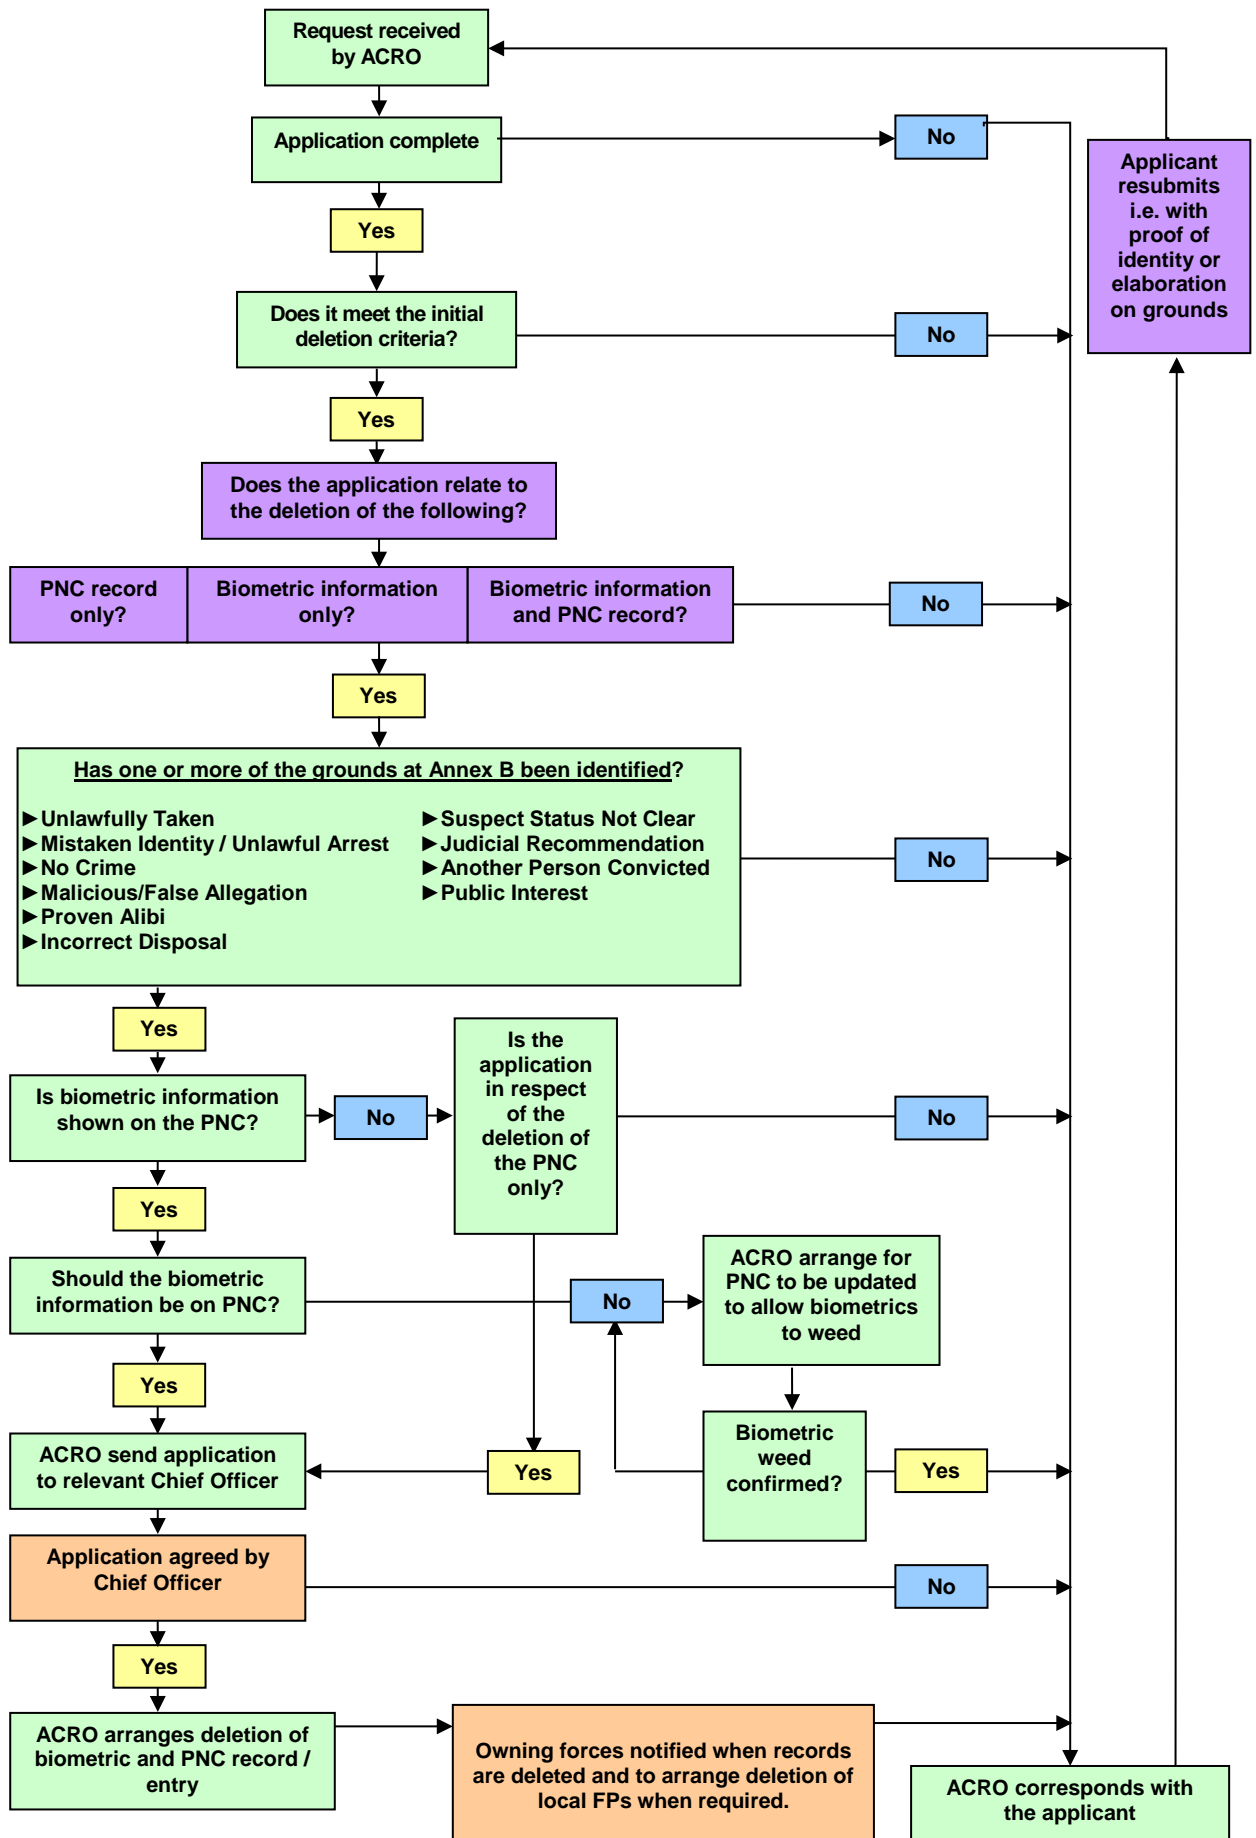 Request received
by ACRO
Application complete
No
Applicant
resubmits
i.e. with
proof of
identity or
elaboration
on grounds
Yes
Does it meet the initial
deletion criteria?
No
Yes
Does the application relate to
the deletion of the following?
PNC record
only?
Biometric information
only?
Biometric information
and PNC record?
No
Yes
Has one or more of the grounds at Annex B been identified?
►Unlawfully Taken
►Mistaken Identity / Unlawful Arrest
►No Crime
►Malicious/False Allegation
►Proven Alibi
►Incorrect Disposal
►Suspect Status Not Clear
►Judicial Recommendation
►Another Person Convicted
►Public Interest
No
Yes
Is biometric information
shown on the PNC?
No
Is the
application
in respect
of the
deletion of
the PNC
only?
No
Yes
Should the biometric
information be on PNC?
No
ACRO arrange for
PNC to be updated
to allow biometrics
to weed
Yes
ACRO send application
to relevant Chief Officer
Yes
Biometric
weed
confirmed?
Yes
Application agreed by
Chief Officer
No
Yes
ACRO arranges deletion of
biometric and PNC record /
entry
Owning forces notified when records
are deleted and to arrange deletion of
local FPs when required.
ACRO corresponds with
the applicant